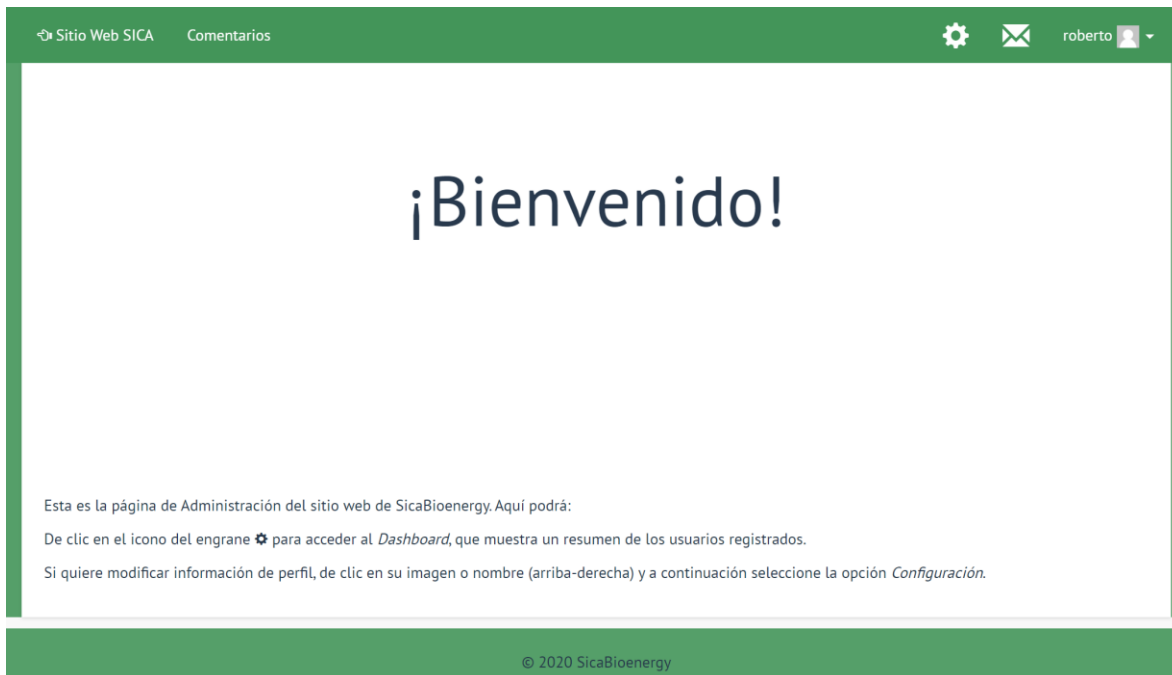 Sitio Web SICA Comentarios roberto
¡Bienvenido!
Esta es la página de Administración del sitio web de SicaBioenergy. Aquí podrá:
De clic en el icono del engrane para acceder al Dashboard, que muestra un resumen de los usuarios registrados.
Si quiere modificar información de perfil, de clic en su imagen o nombre (arriba-derecha) y a continuación seleccione la opción Configuración.
© 2020 SicaBioenergy